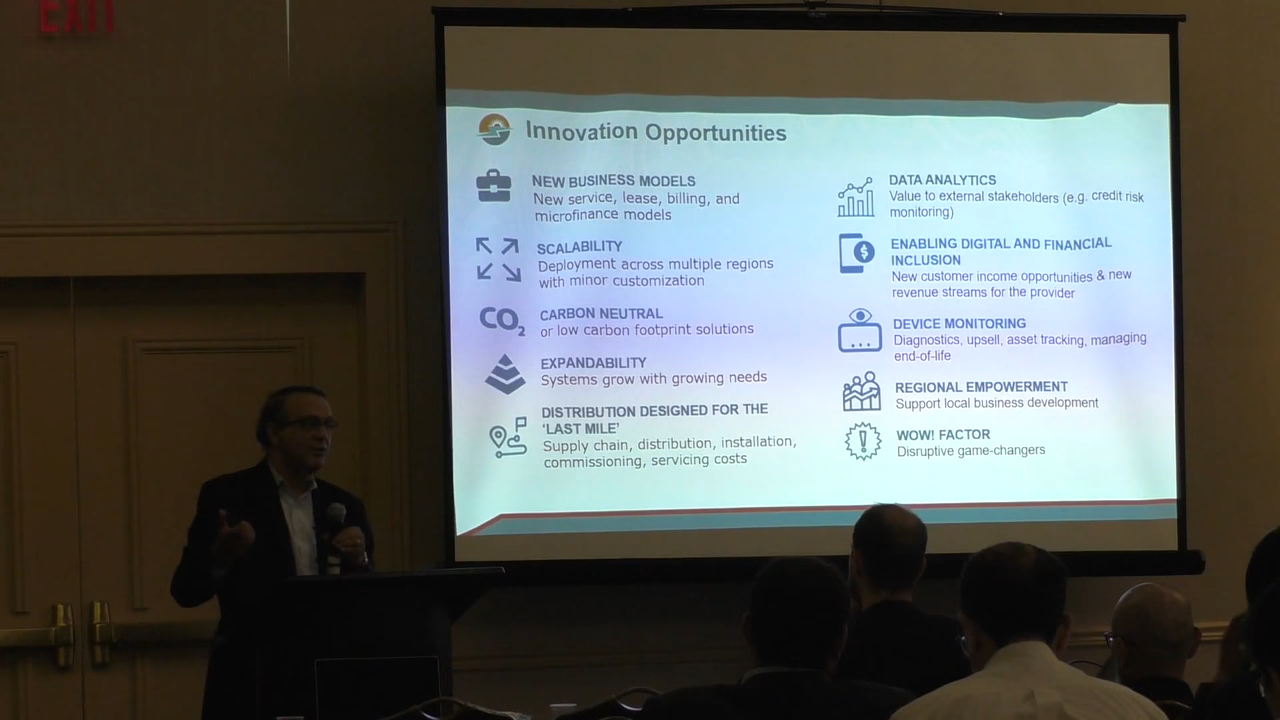 EXIT
Innovation Opportunities
NEW BUSINESS MODELS
New service, lease, billing, and
microfinance models
SCALABILITY
Deployment across multiple regions
with minor customization
CO2
CARBON NEUTRAL
or low carbon footprint solutions
EXPANDABILITY
Systems grow with growing needs
DISTRIBUTION DESIGNED FOR THE
‘LAST MILE’
Supply chain, distribution, installation,
commissioning, servicing costs
DATA ANALYTICS
Value to external stakeholders (e.g. credit risk
monitoring)
$
ENABLING DIGITAL AND FINANCIAL
INCLUSION
New customer income opportunities & new
revenue streams for the provider
DEVICE MONITORING
Diagnostics, upsell, asset tracking, managing
end-of-life
REGIONAL EMPOWERMENT
Support local business development
!
WOW! FACTOR
Disruptive game-changers